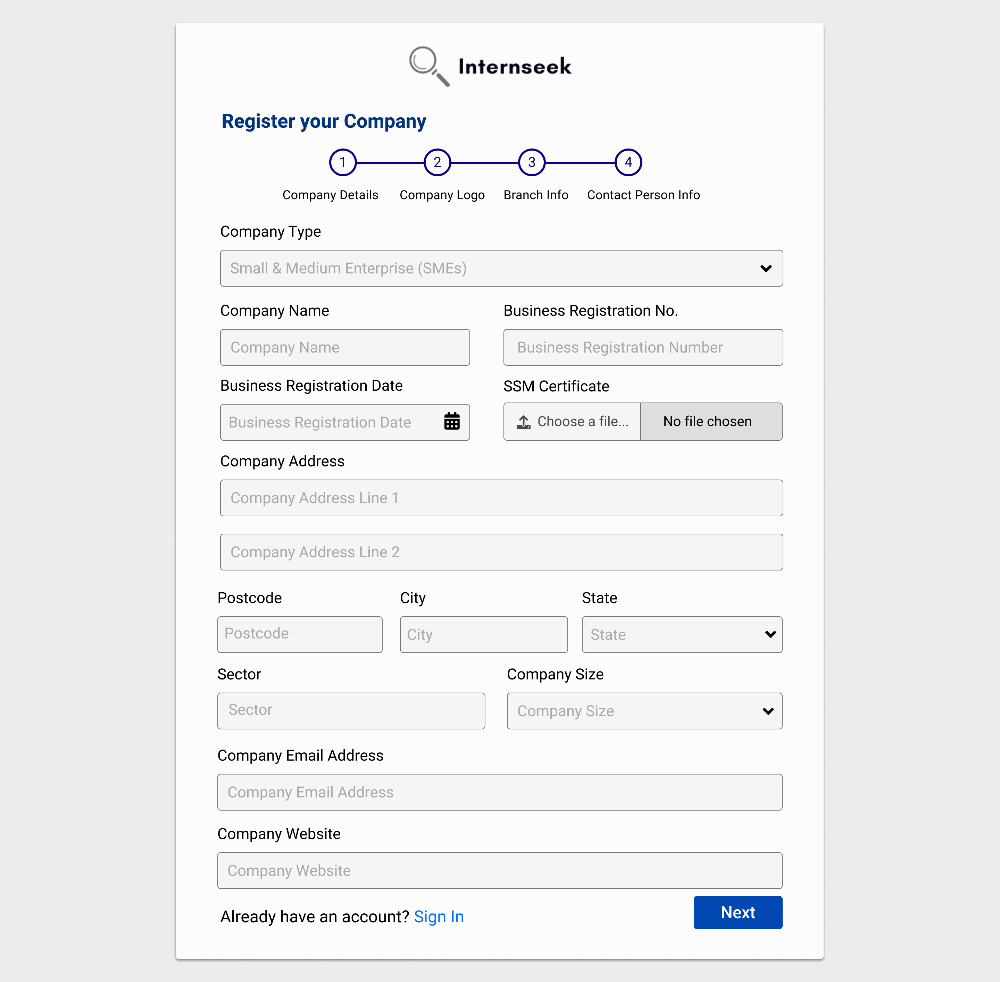 Internseek
Register your Company
1 2 3 4
Company Details Company Logo Branch Info Contact Person Info
Company Type
Small & Medium Enterprise (SMEs)
Company Name Business Registration No.
Company Name Business Registration Number
Business Registration Date SSM Certificate
Business Registration Date Choose a file... No file chosen
Company Address
Company Address Line 1
Company Address Line 2
Postcode City State
Postcode City State
Sector Company Size
Sector Company Size
Company Email Address
Company Email Address
Company Website
Company Website
Already have an account? Sign In Next